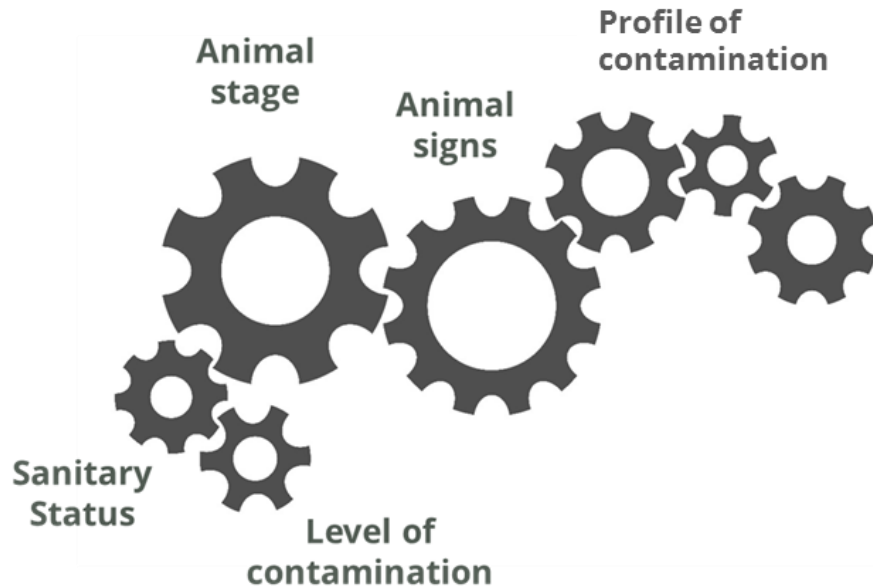 Profile of
contamination
Animal
stage
Animal
signs
Sanitary
Status
Level of
contamination